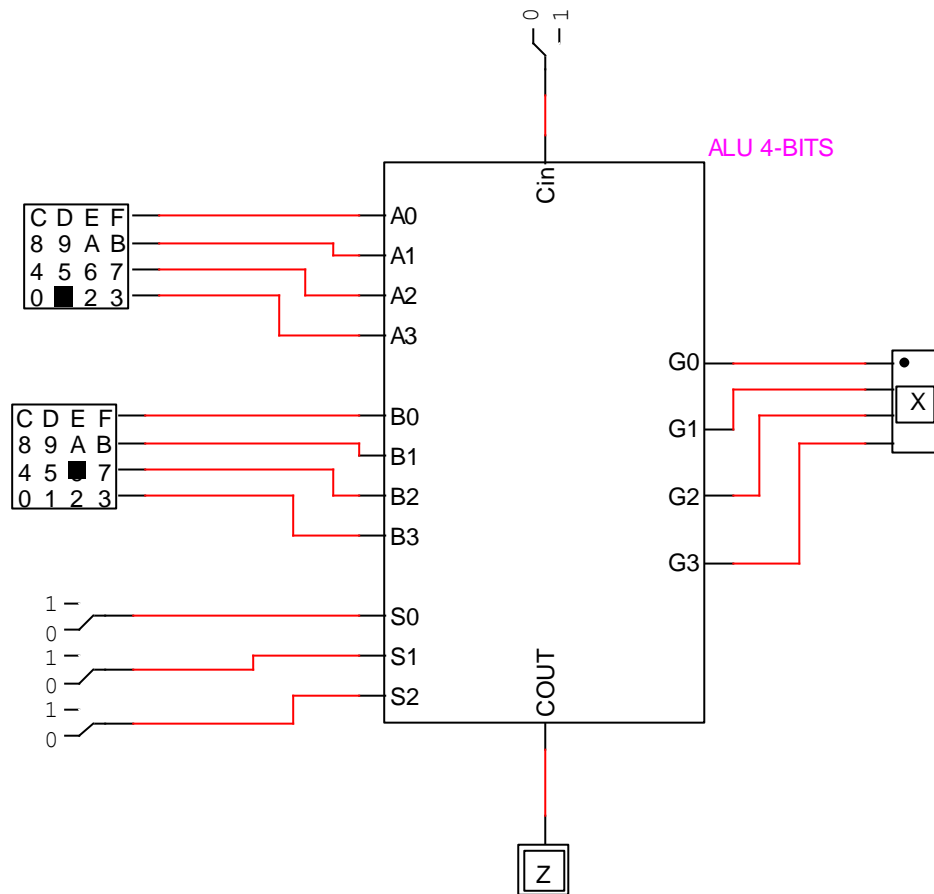 0 1
ALU 4-BITS
Cin
C D E F
8 9 A B
4 5 6 7
0 2 3
A0
A1
A2
A3
C D E F
8 9 A B
4 5 7
0 1 2 3
B0
B1
B2
B3
G0
G1
G2
G3
X
1
0
S0
1
0
S1
1
0
S2
COUT
Z